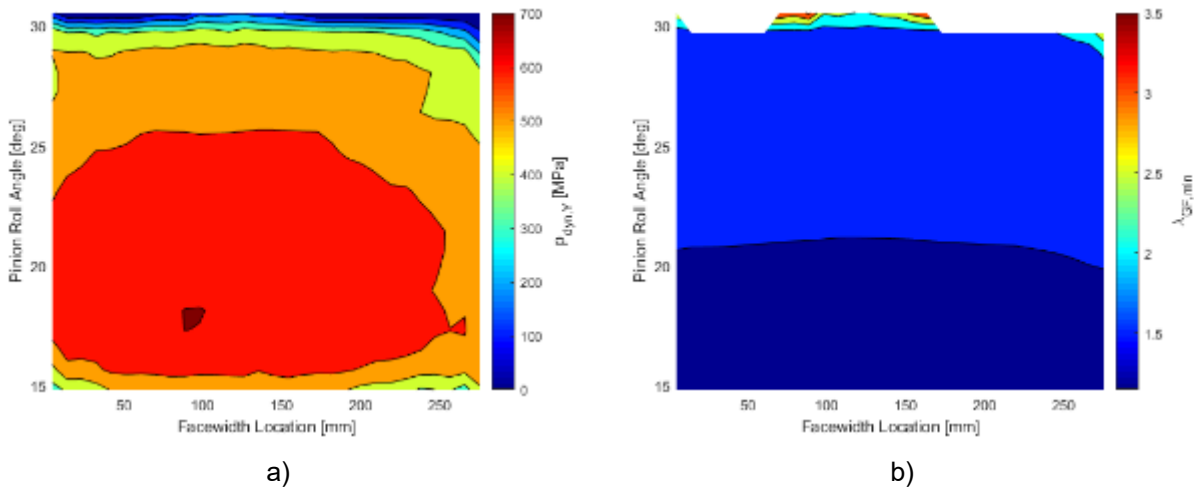 30
25
20
15
50 100 150 200 250
Pinion Roll Angle [deg]
Facewidth Location [mm]
700
600
500
400
300
200
100
0
p_dyn,Y [MPa]
a)
30
25
20
15
50 100 150 200 250
Pinion Roll Angle [deg]
Facewidth Location [mm]
3.5
3
2.5
2
1.5
λ_GF,min
b)